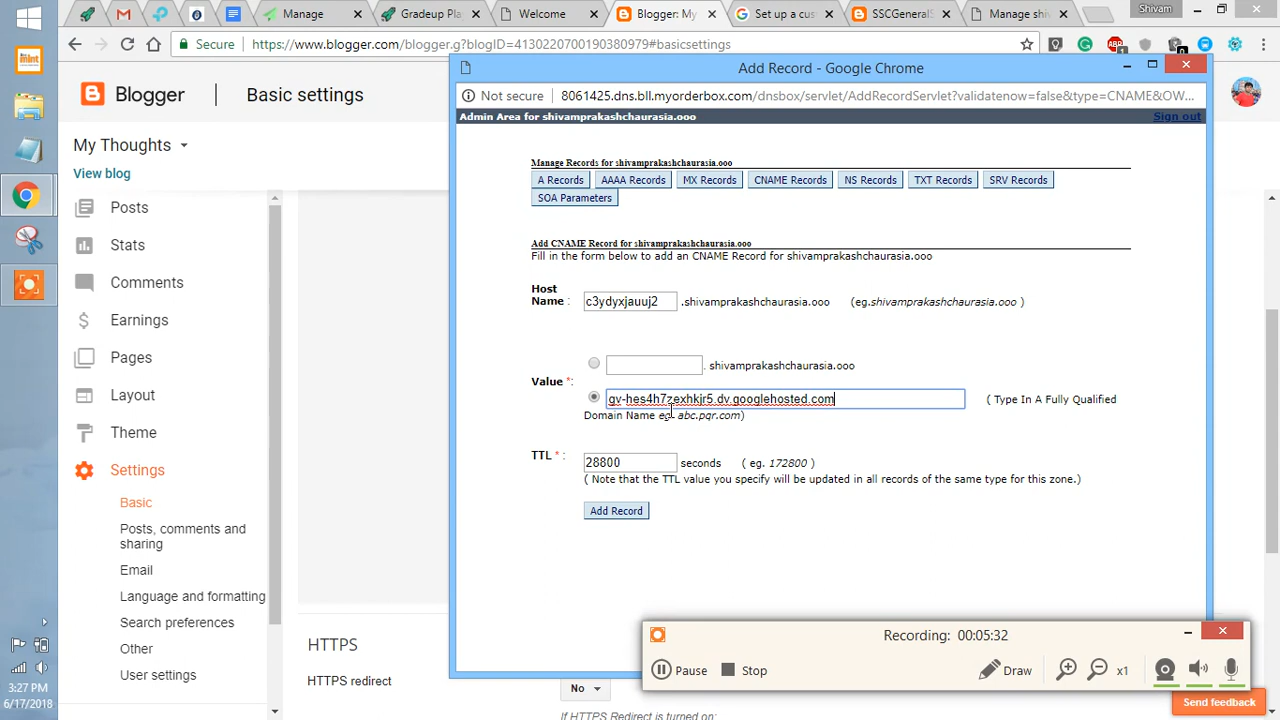 Manage
Gradeup Pla
Welcome
Blogger: My
Set up a cus
SSCGeneral
Manage shi
Shivam
Secure
https://www.blogger.com/blogger.g?blogID=4130220700190380979#basicsettings
mint
Blogger
Basic settings
My Thoughts
View blog
Posts
Stats
Comments
Earnings
Pages
Layout
Theme
Settings
Basic
Posts, comments and
sharing
Email
Language and formatting
Search preferences
Other
User settings
HTTPS
HTTPS redirect
No
If HTTPS Redirect is turned on:
Add Record - Google Chrome
Not secure
8061425.dns.bll.myorderbox.com/dnsbox/servlet/AddRecordServlet?validatenow=false&type=CNAME&OW...
Admin Area for shivamprakashchaurasia.ooo
Sign out
Manage Records for shivamprakashchaurasia.ooo
A Records
AAAA Records
MX Records
CNAME Records
NS Records
TXT Records
SRV Records
SOA Parameters
Add CNAME Record for shivamprakashchaurasia.ooo
Fill in the form below to add an CNAME Record for shivamprakashchaurasia.ooo
Host
Name :
c3ydyxjauuj2
.shivamprakashchaurasia.ooo
(eg.shivamprakashchaurasia.ooo )
Value *:
. shivamprakashchaurasia.ooo
gv-hes4h7zexhkjr5.dv.googlehosted.com
( Type In A Fully Qualified
Domain Name eg. abc.pqr.com)
TTL * :
28800
seconds
( eg. 172800 )
( Note that the TTL value you specify will be updated in all records of the same type for this zone.)
Add Record
Recording: 00:05:32
Pause
Stop
Draw
x1
Send feedback
3:27 PM
6/17/2018